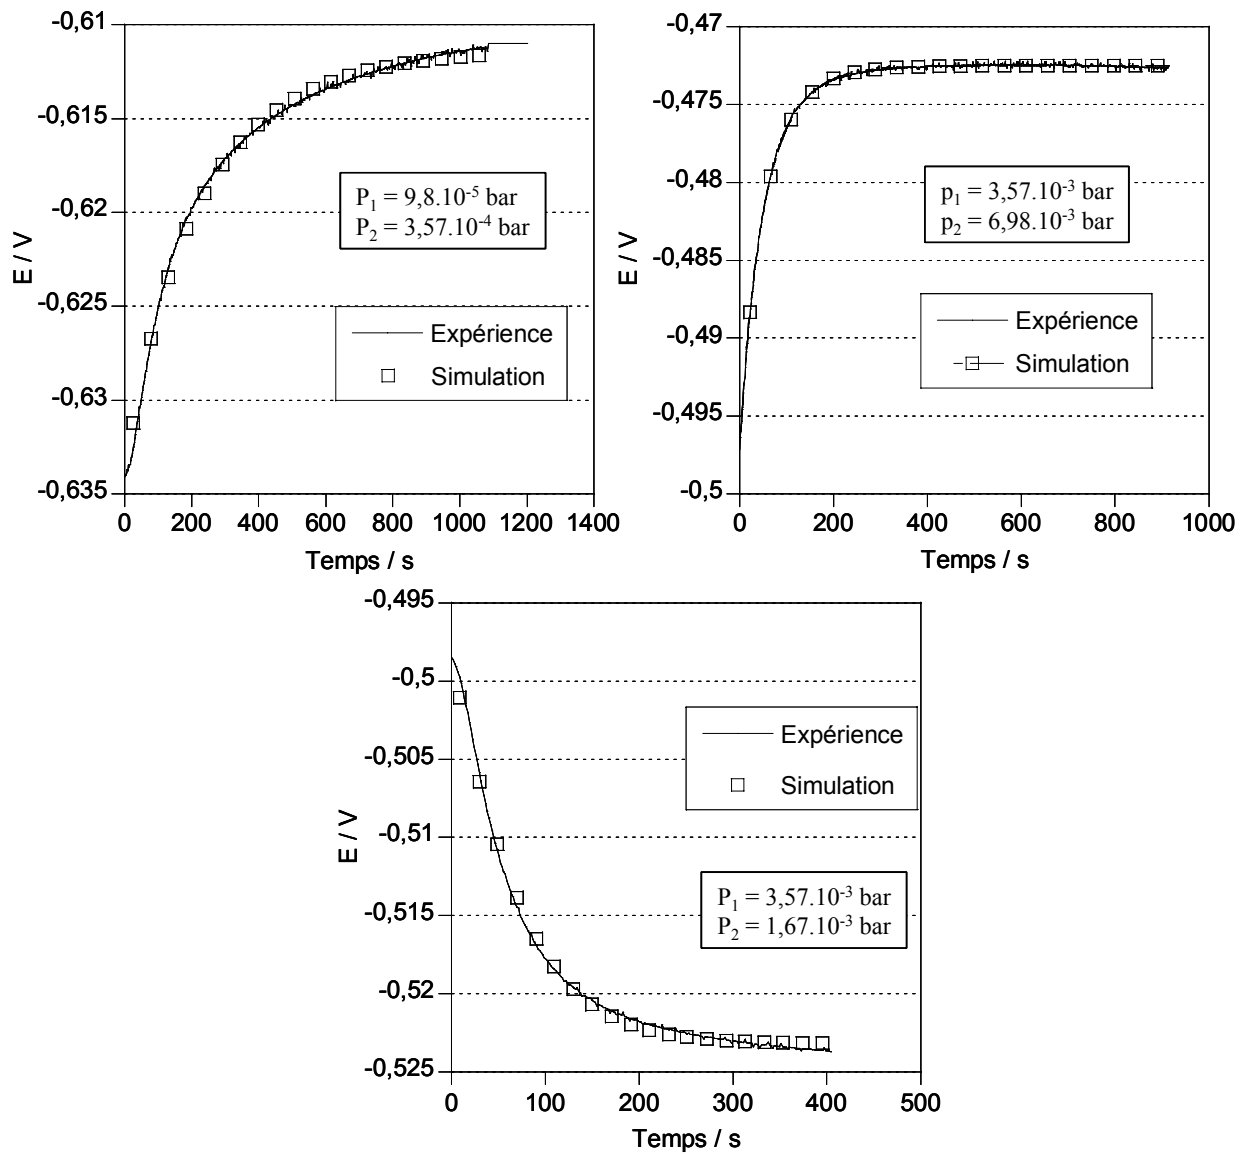 -0,61
-0,615
-0,62
-0,625
-0,63
-0,635
E / V
P₁ = 9,8.10⁻⁵ bar
P₂ = 3,57.10⁻⁴ bar
Expérience
Simulation
0 200 400 600 800 1000 1200 1400
Temps / s
-0,47
-0,475
-0,48
-0,485
-0,49
-0,495
-0,5
E / V
p₁ = 3,57.10⁻³ bar
p₂ = 6,98.10⁻³ bar
Expérience
Simulation
0 200 400 600 800 1000
Temps / s
-0,495
-0,5
-0,505
-0,51
-0,515
-0,52
-0,525
E / V
Expérience
Simulation
P₁ = 3,57.10⁻³ bar
P₂ = 1,67.10⁻³ bar
0 100 200 300 400 500
Temps / s